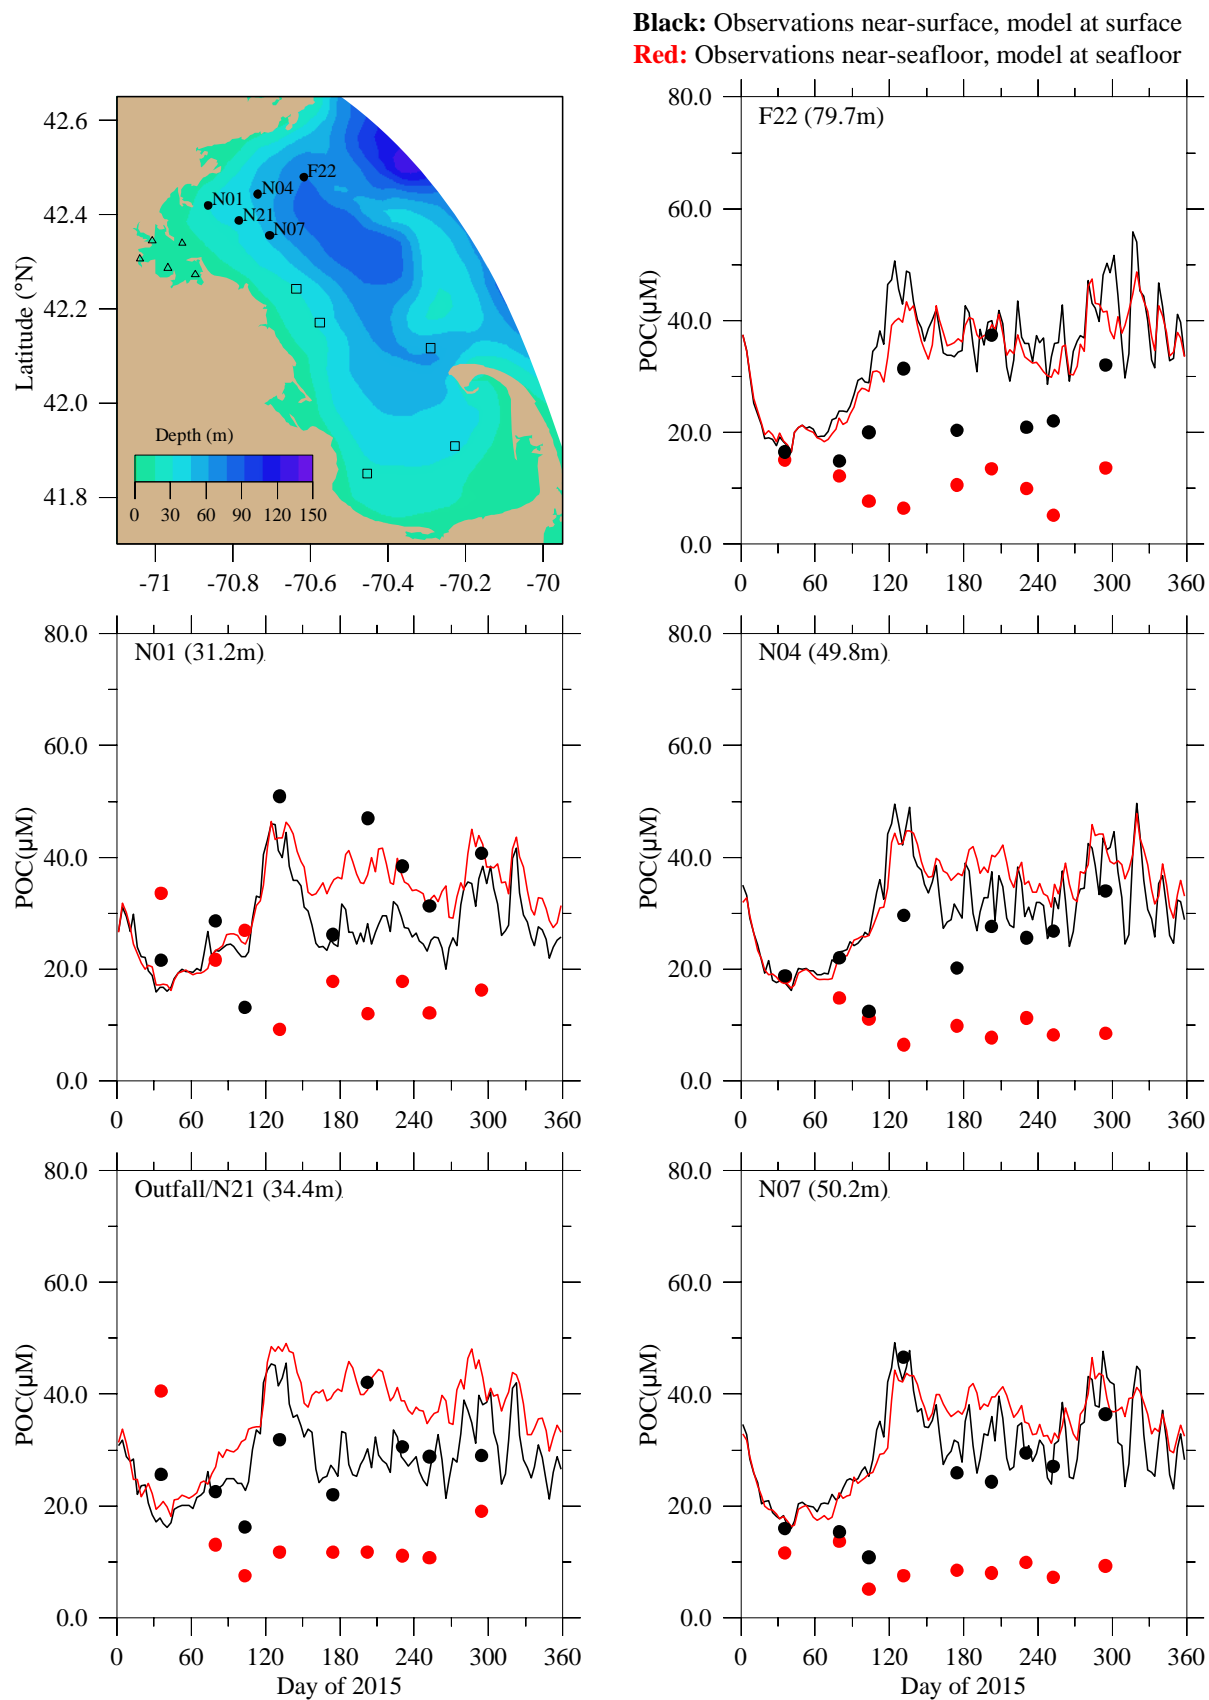 Black: Observations near-surface, model at surface
Red: Observations near-seafloor, model at seafloor
Latitude (°N)
42.6
42.4
42.2
42.0
41.8
F22
N04
N01
N21
N07
Depth (m)
0 30 60 90 120 150
-71 -70.8 -70.6 -70.4 -70.2 -70
F22 (79.7m)
POC(µM)
80.0
60.0
40.0
20.0
0.0
0 60 120 180 240 300 360
N01 (31.2m)
POC(µM)
80.0
60.0
40.0
20.0
0.0
0 60 120 180 240 300 360
N04 (49.8m)
POC(µM)
80.0
60.0
40.0
20.0
0.0
0 60 120 180 240 300 360
Outfall/N21 (34.4m)
POC(µM)
80.0
60.0
40.0
20.0
0.0
0 60 120 180 240 300 360
Day of 2015
N07 (50.2m)
POC(µM)
80.0
60.0
40.0
20.0
0.0
0 60 120 180 240 300 360
Day of 2015